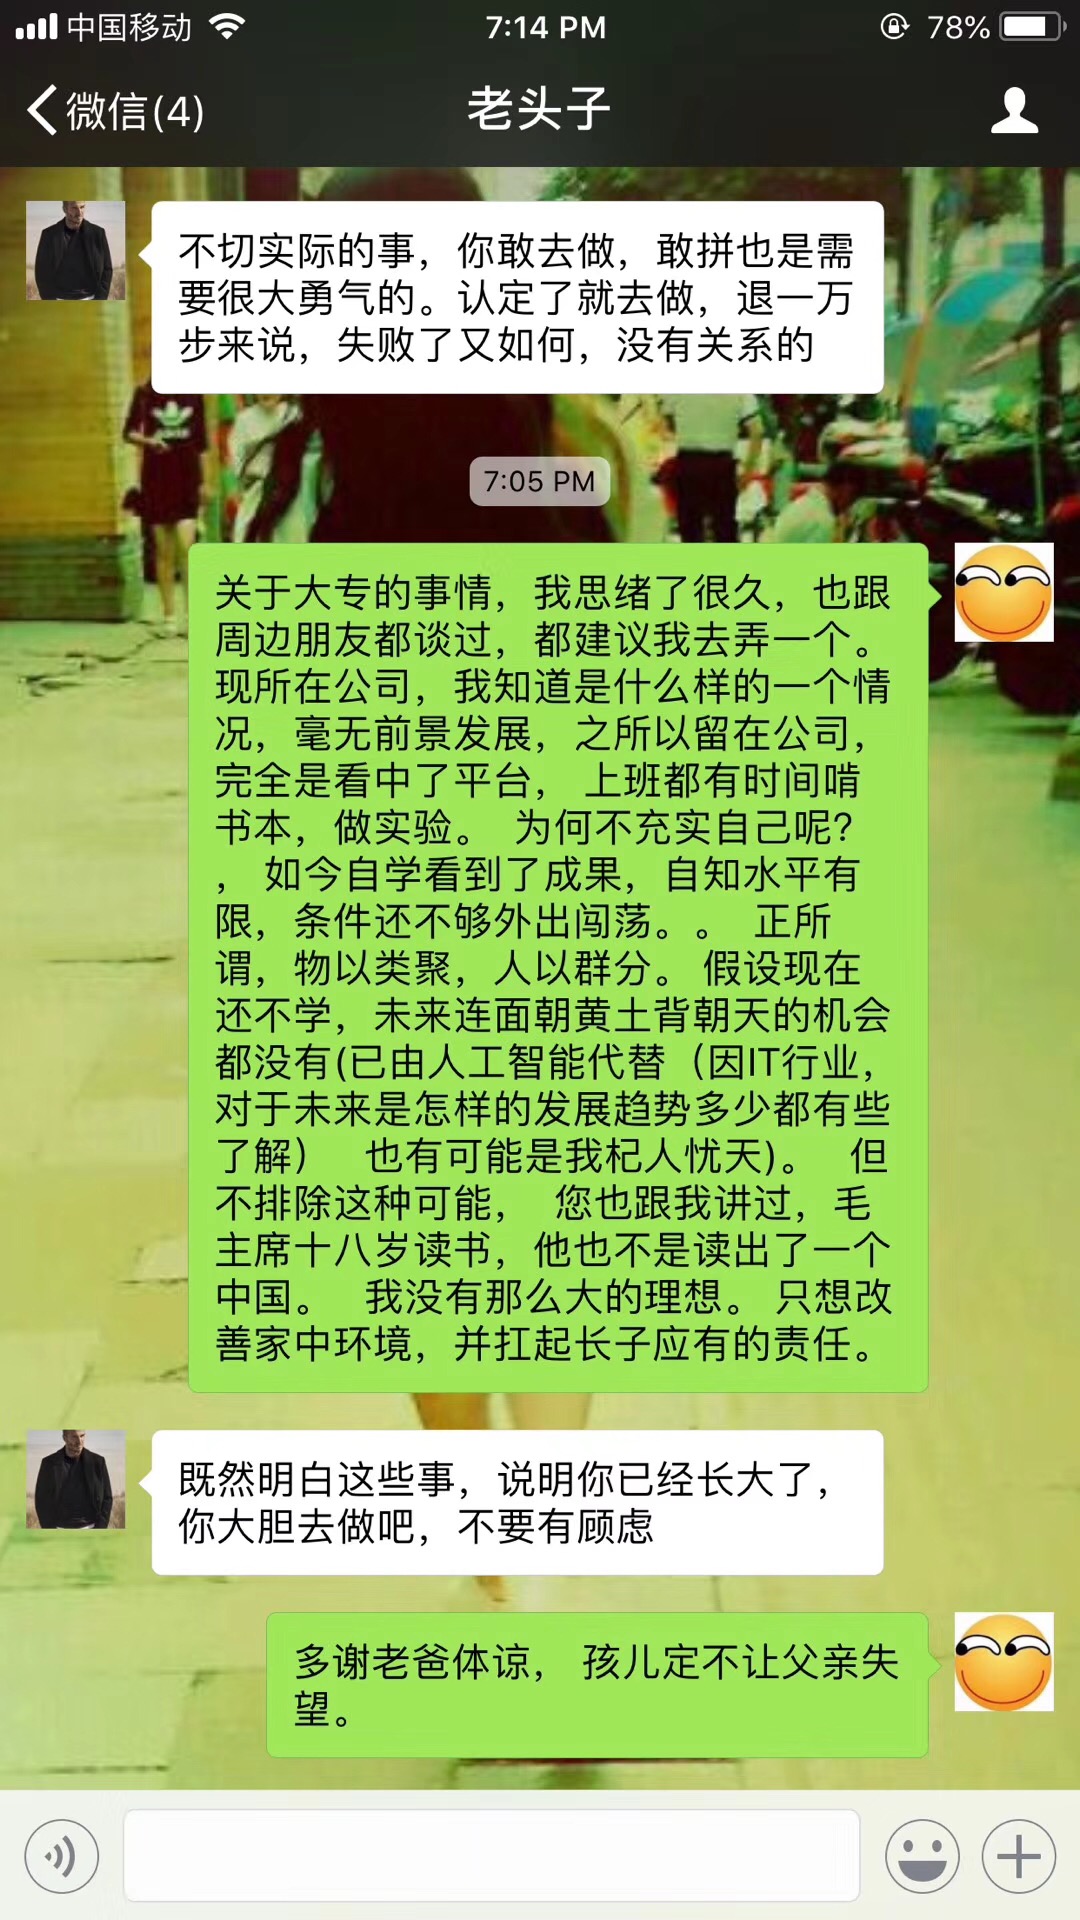 中国移动
7:14 PM
78%
微信(4)
老头子
不切实际的事，你敢去做，敢拼也是需
要很大勇气的。认定了就去做，退一万
步来说，失败了又如何，没有关系的
7:05 PM
关于大专的事情，我思绪了很久，也跟
周边朋友都谈过，都建议我去弄一个。
现所在公司，我知道是什么样的一个情
况，毫无前景发展，之所以留在公司，
完全是看中了平台， 上班都有时间啃
书本，做实验。 为何不充实自己呢？
， 如今自学看到了成果，自知水平有
限，条件还不够外出闯荡。。 正所
谓，物以类聚，人以群分。 假设现在
还不学，未来连面朝黄土背朝天的机会
都没有(已由人工智能代替（因IT行业，
对于未来是怎样的发展趋势多少都有些
了解） 也有可能是我杞人忧天)。 但
不排除这种可能， 您也跟我讲过，毛
主席十八岁读书，他也不是读出了一个
中国。 我没有那么大的理想。 只想改
善家中环境，并扛起长子应有的责任。
既然明白这些事，说明你已经长大了，
你大胆去做吧，不要有顾虑
多谢老爸体谅， 孩儿定不让父亲失
望。